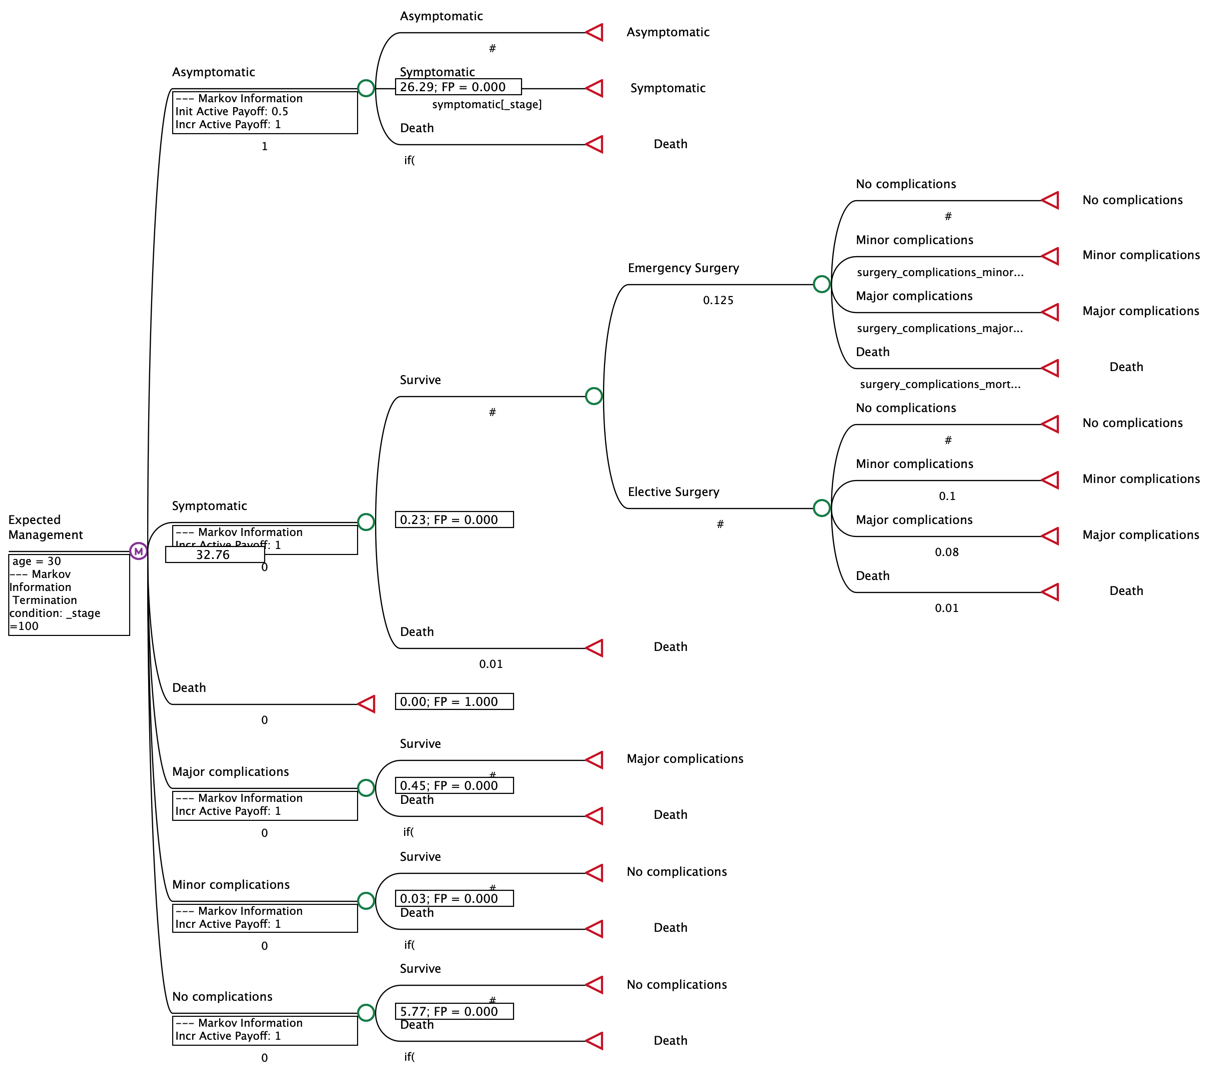 Asymptomatic
#
Asymptomatic
Asymptomatic
--- Markov Information
Init Active Payoff: 0.5
Incr Active Payoff: 1
1
Symptomatic
26.29; FP = 0.000
symptomatic[_stage]
Symptomatic
Death
if(
Death
No complications
#
No complications
Minor complications
surgery_complications_minor...
Minor complications
Emergency Surgery
0.125
Major complications
surgery_complications_major...
Major complications
Death
surgery_complications_mort...
Death
Survive
#
No complications
#
No complications
Minor complications
0.1
Minor complications
Elective Surgery
#
Major complications
0.08
Major complications
Death
0.01
Death
Symptomatic
--- Markov Information
Incr Active Payoff: 1
32.76
0
0.23; FP = 0.000
Expected
Management
age = 30
--- Markov
Information
Termination
condition: _stage
=100
Death
0.01
Death
Death
0
0.00; FP = 1.000
Survive
#
Major complications
Major complications
--- Markov Information
Incr Active Payoff: 1
0
0.45; FP = 0.000
Death
if(
Death
Survive
#
No complications
Minor complications
--- Markov Information
Incr Active Payoff: 1
0
0.03; FP = 0.000
Death
if(
Death
Survive
#
No complications
No complications
--- Markov Information
Incr Active Payoff: 1
0
5.77; FP = 0.000
Death
if(
Death